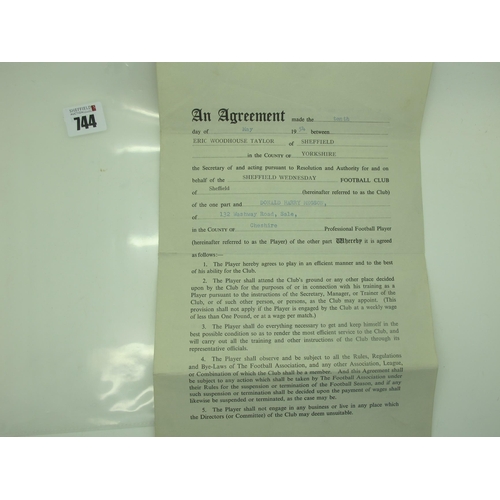 SHEFFIELD
744
An Agreement made the tenth
day of May 19 54 between
ERIC WOODHOUSE TAYLOR of SHEFFIELD
in the COUNTY OF YORKSHIRE
the Secretary of and acting pursuant to Resolution and Authority for and on
behalf of the SHEFFIELD WEDNESDAY FOOTBALL CLUB
of Sheffield (hereinafter referred to as the Club)
of the one part and RONALD HARRY
of 152 Road, Sale,
in the COUNTY OF Cheshire Professional Football Player
(hereinafter referred to as the Player) of the other part Whereby it is agreed
as follows:—
1. The Player hereby agrees to play in an efficient manner and to the best
of his ability for the Club.
2. The Player shall attend the Club's ground or any other place decided
upon by the Club for the purposes of or in connection with his training as a
Player pursuant to the instructions of the Secretary, Manager, or Trainer of the
Club, or of such other person, or persons, as the Club may appoint. (This
provision shall not apply if the Player is engaged by the Club at a weekly wage
of less than One Pound, or at a wage per match.)
3. The Player shall do everything necessary to get and keep himself in the
best possible condition so as to render the most efficient service to the Club, and
will carry out all the training and other instructions of the Club through its
representative officials.
4. The Player shall observe and be subject to all the Rules, Regulations
and Bye-Laws of The Football Association, and any other Association, League,
or Combination of which the Club shall be a member. And this Agreement shall
be subject to any action which shall be taken by The Football Association under
their Rules for the suspension or termination of the Football Season, and if any
such suspension or termination shall be decided upon the payment of wages shall
likewise be suspended or terminated, as the case may be.
5. The Player shall not engage in any business or live in any place which
the Directors (or Committee) of the Club may deem unsuitable.